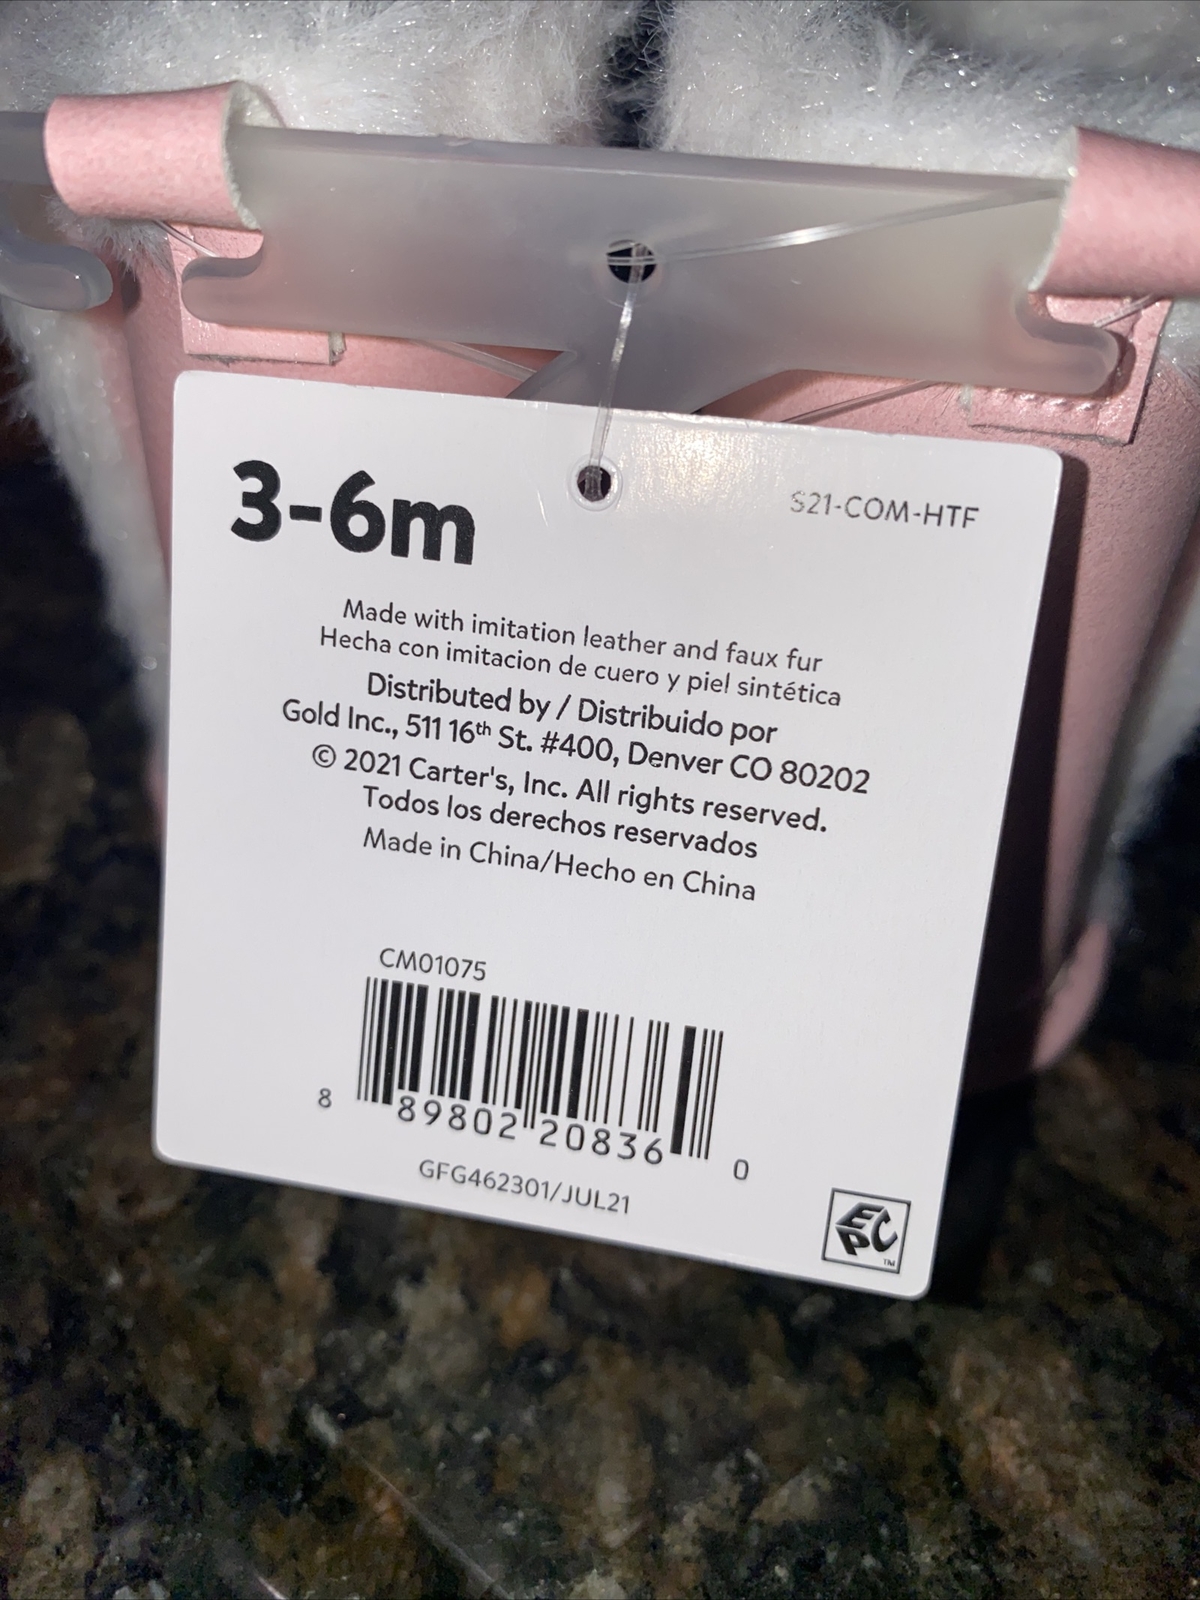 3-6m
S21-COM-HTF
Made with imitation leather and faux fur
Hecha con imitacion de cuero y piel sintética
Distributed by / Distribuido por
Gold Inc., 511 16th St. #400, Denver CO 80202
© 2021 Carter's, Inc. All rights reserved.
Todos los derechos reservados
Made in China/Hecho en China
CM01075
8 89802 20836 0
GFG462301/JUL21
EPC™